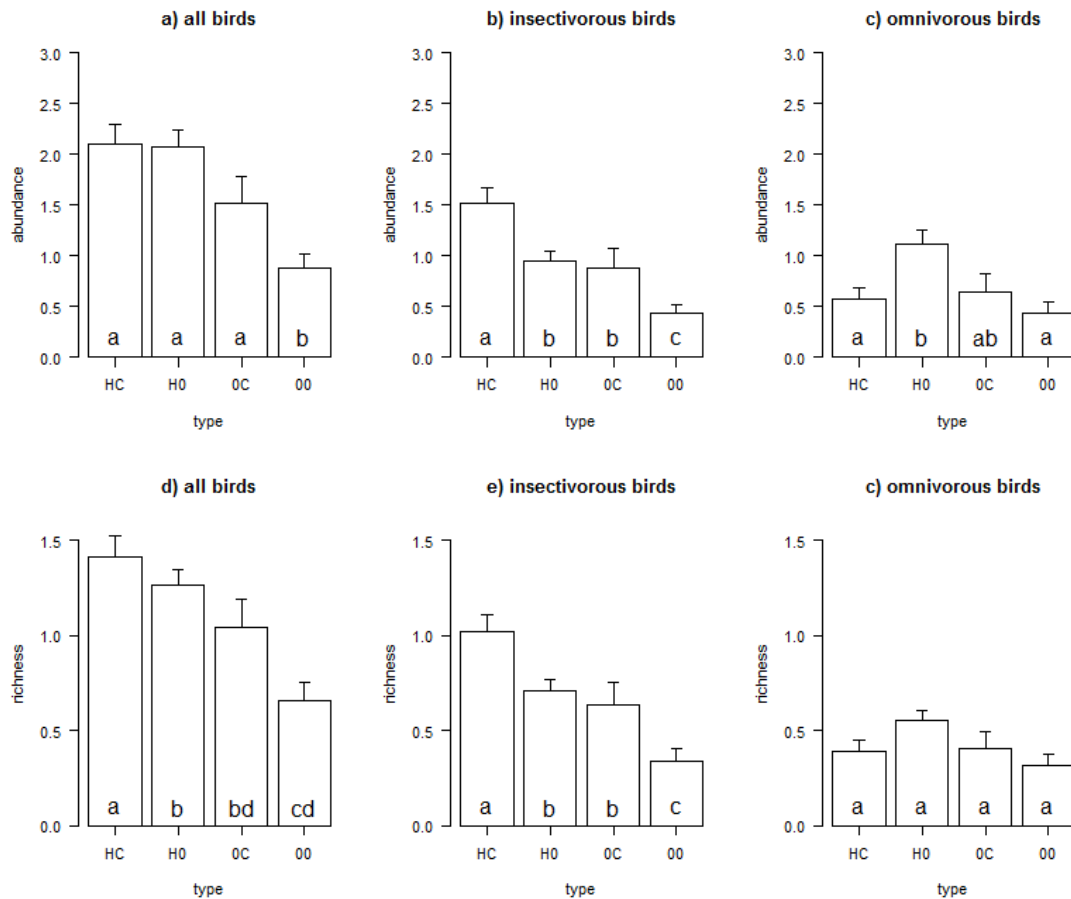 a) all birds
abundance
3.0
2.5
2.0
1.5
1.0
0.5
0.0
a a a b
HC H0 0C 00
type
b) insectivorous birds
abundance
3.0
2.5
2.0
1.5
1.0
0.5
0.0
a b b c
HC H0 0C 00
type
c) omnivorous birds
abundance
3.0
2.5
2.0
1.5
1.0
0.5
0.0
a b ab a
HC H0 0C 00
type
d) all birds
richness
1.5
1.0
0.5
0.0
a b bd cd
HC H0 0C 00
type
e) insectivorous birds
richness
1.5
1.0
0.5
0.0
a b b c
HC H0 0C 00
type
c) omnivorous birds
richness
1.5
1.0
0.5
0.0
a a a a
HC H0 0C 00
type